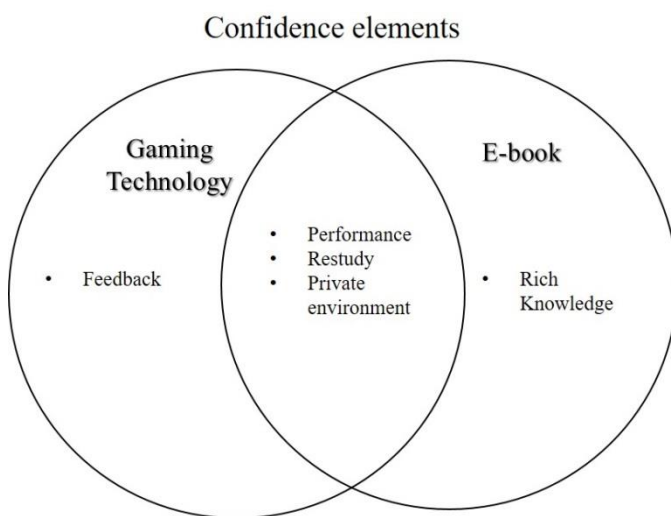 Confidence elements
Gaming
Technology
E-book
• Feedback
• Performance
• Restudy
• Private
environment
• Rich
Knowledge